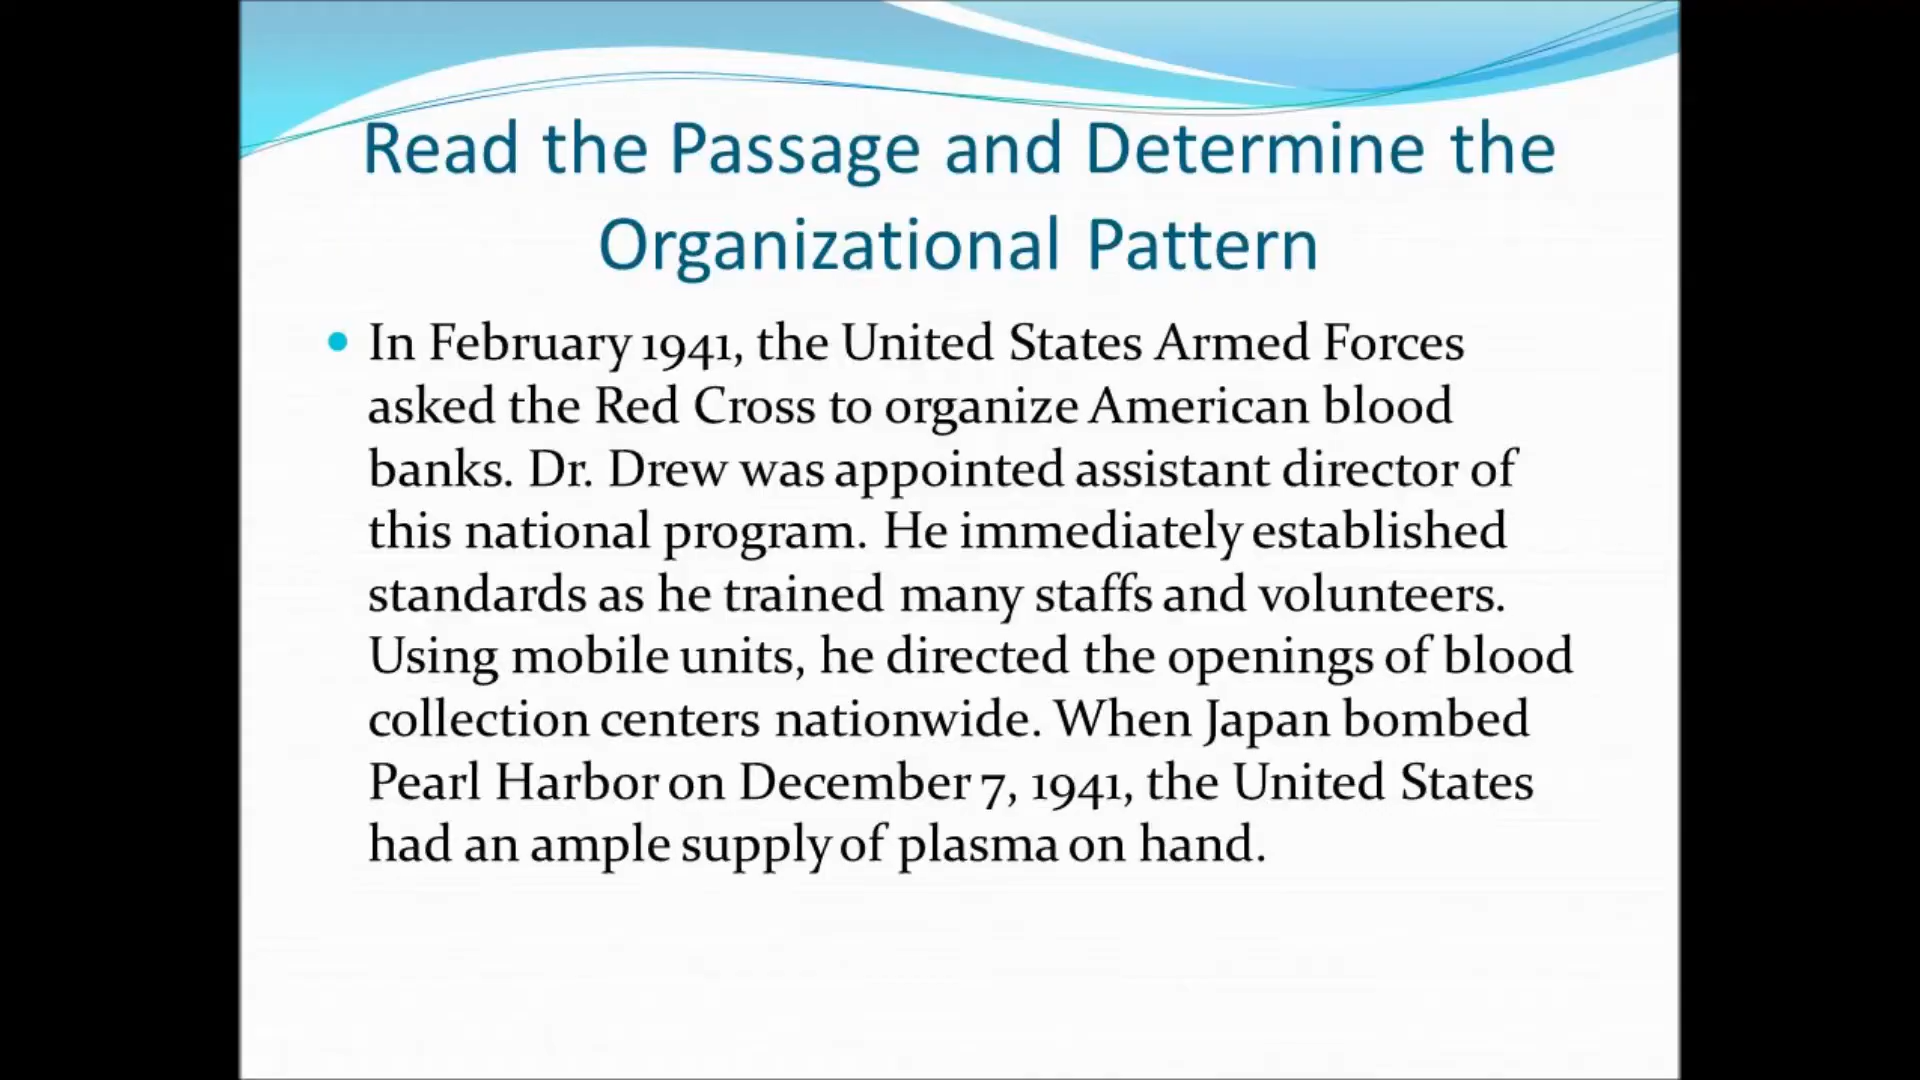 Read the Passage and Determine the
Organizational Pattern
• In February 1941, the United States Armed Forces
asked the Red Cross to organize American blood
banks. Dr. Drew was appointed assistant director of
this national program. He immediately established
standards as he trained many staffs and volunteers.
Using mobile units, he directed the openings of blood
collection centers nationwide. When Japan bombed
Pearl Harbor on December 7, 1941, the United States
had an ample supply of plasma on hand.